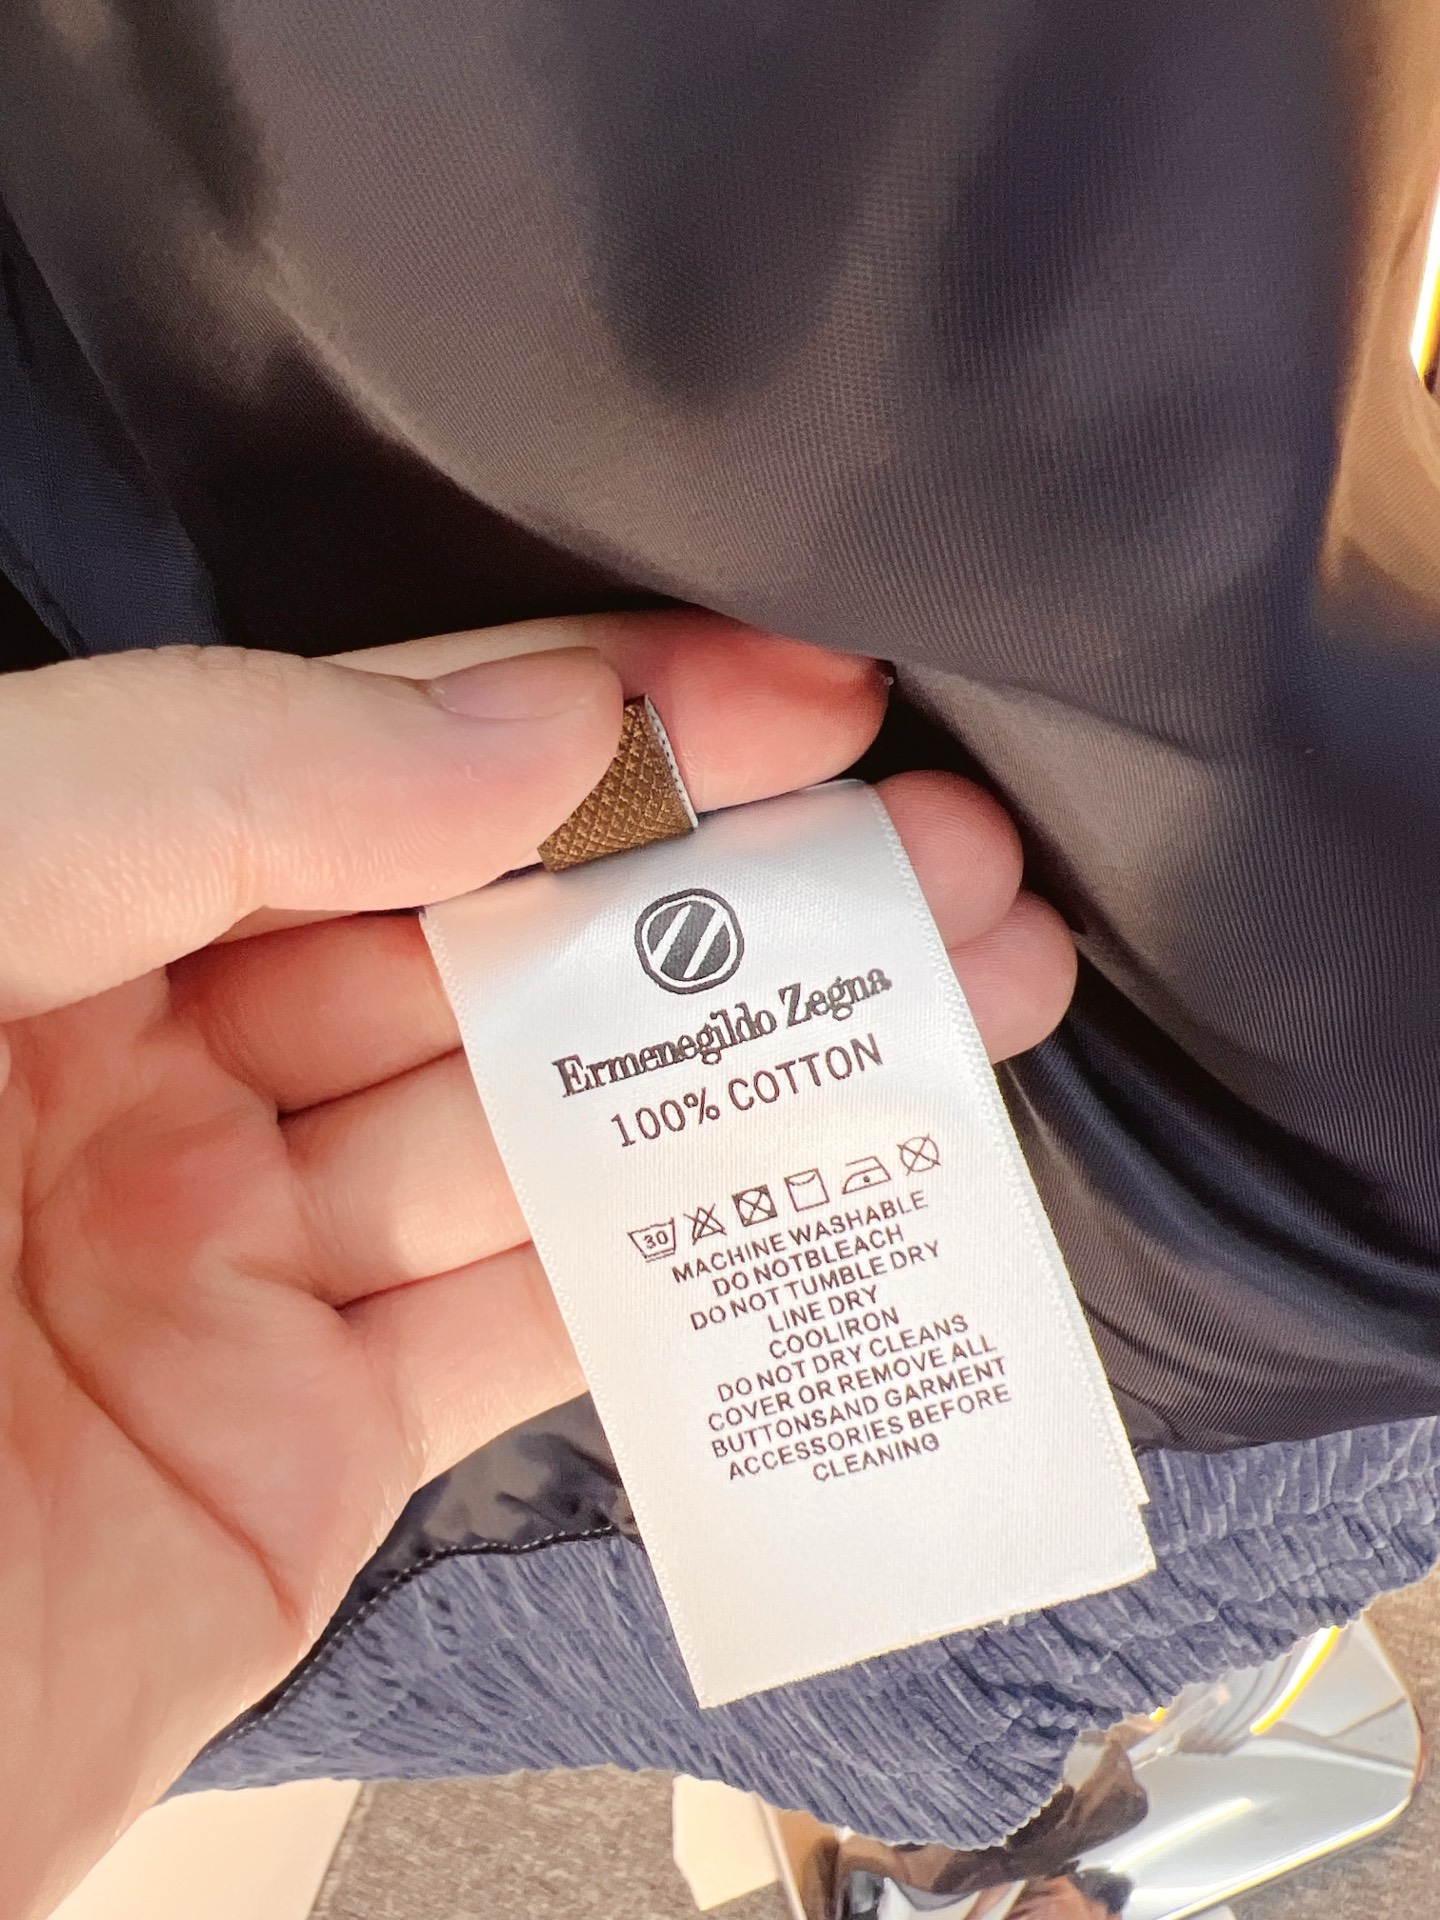 Ermenegildo Zegna
100% COTTON
30
MACHINE WASHABLE
DO NOTBLEACH
DO NOT TUMBLE DRY
LINE DRY
COOLIRON
DO NOT DRY CLEANS
COVER OR REMOVE ALL
BUTTONSAND GARMENT
ACCESSORIES BEFORE
CLEANING